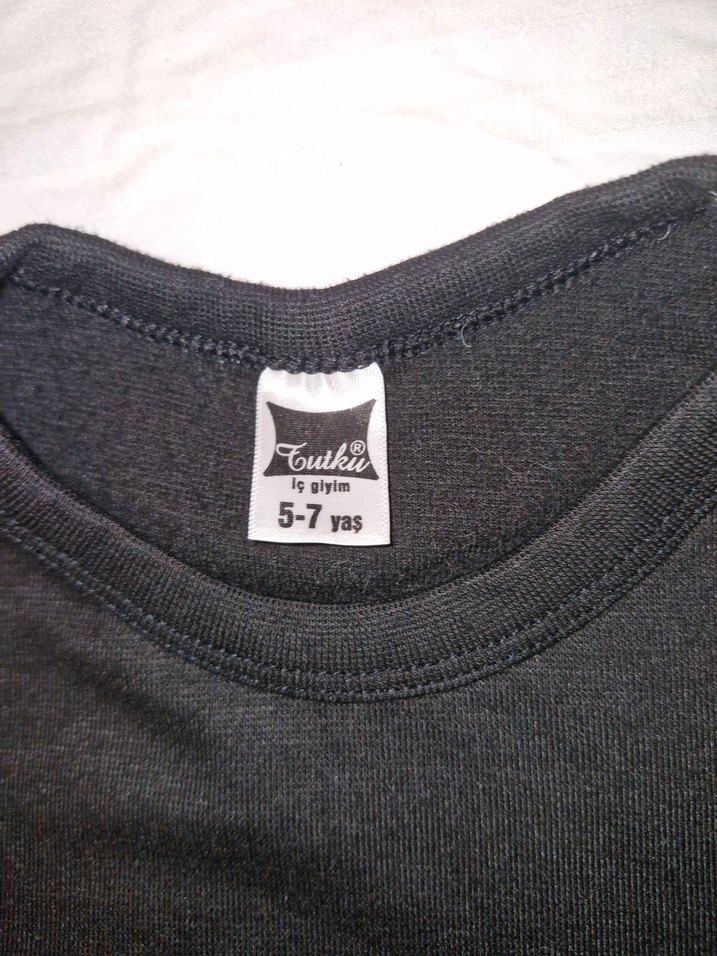 Tutku®
iç giyim
5-7 yaş